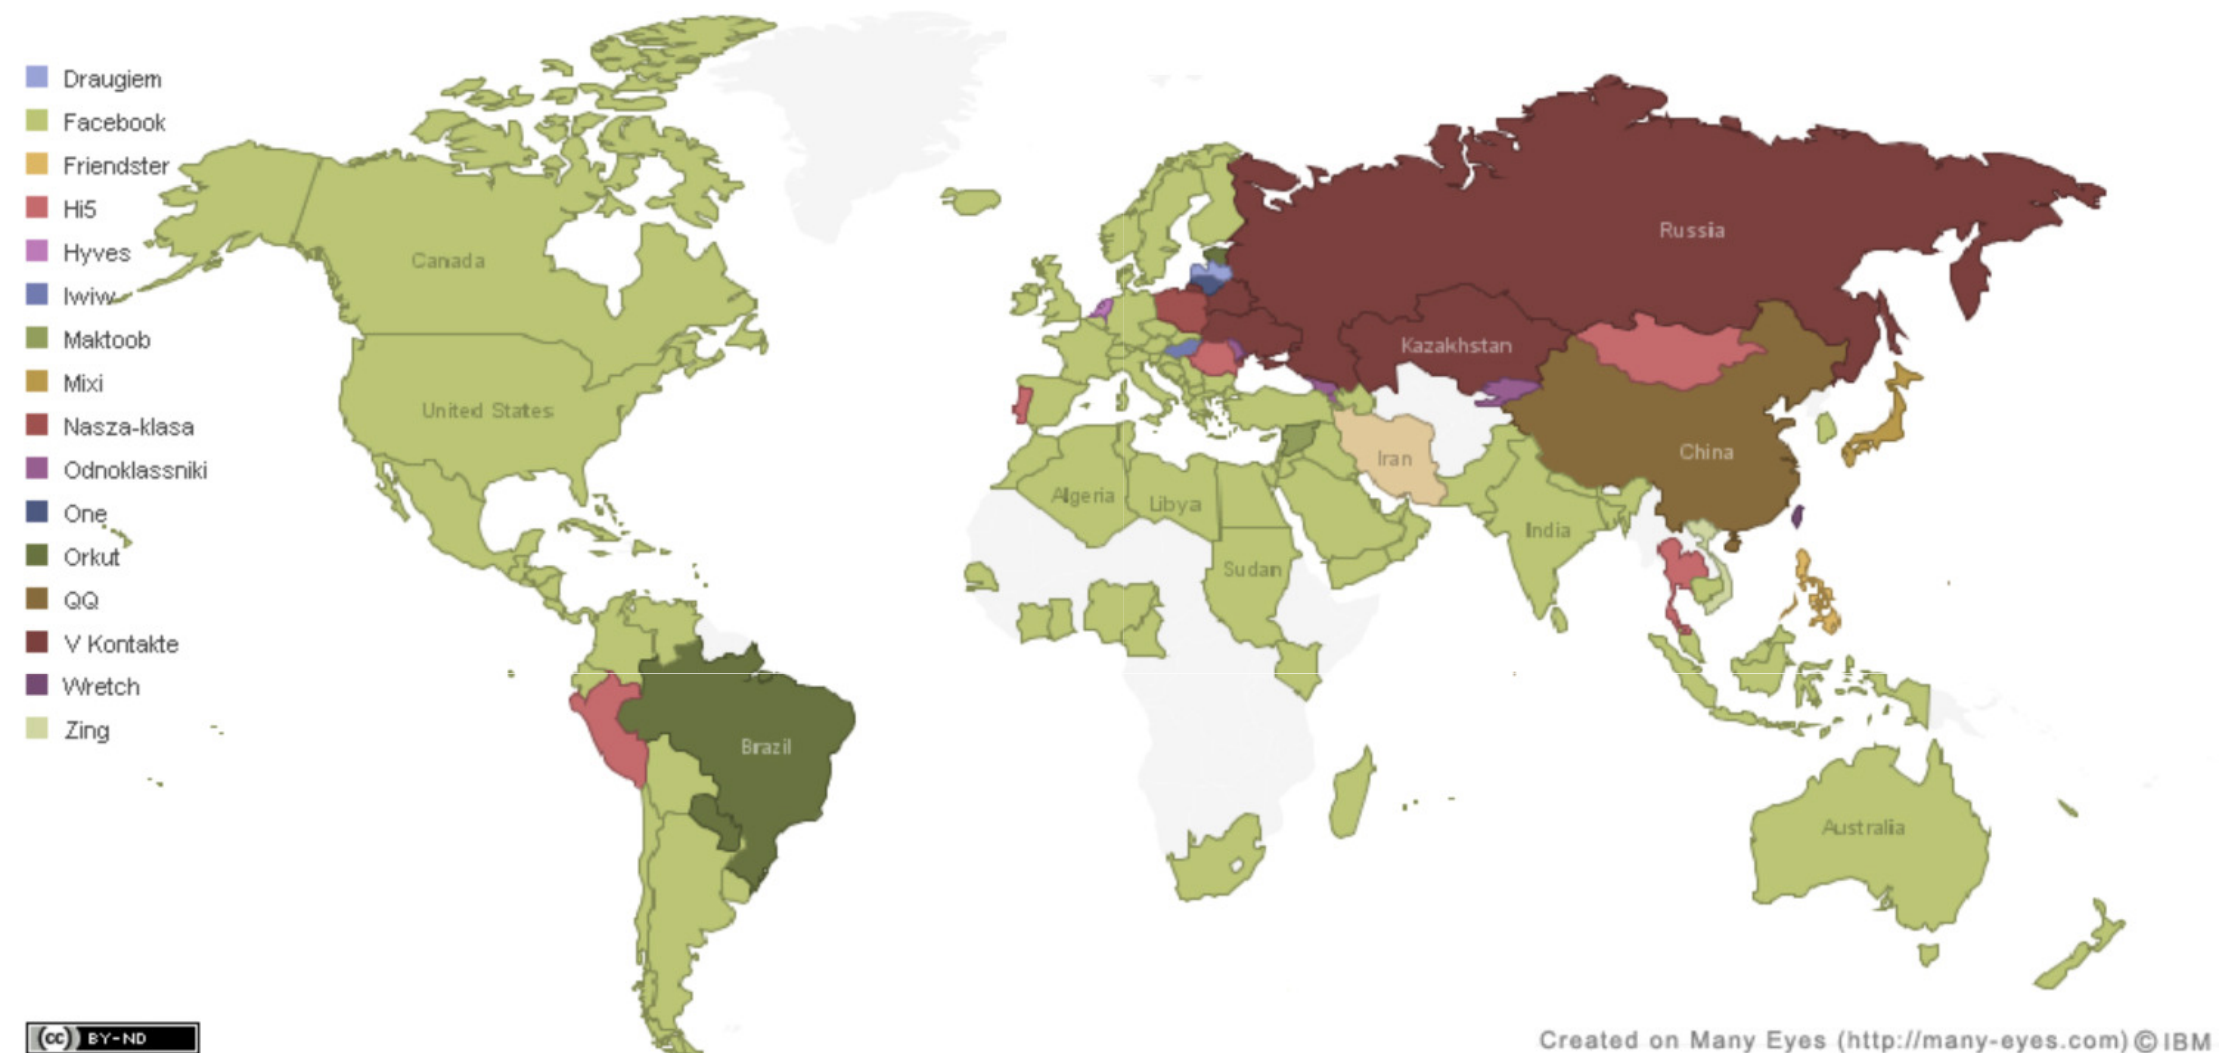 Draugiem
Facebook
Friendster
Hi5
Hyves
Iwiw
Maktoob
Mixi
Nasza-klasa
Odnoklassniki
One
Orkut
QQ
V Kontakte
Wretch
Zing
Canada
United States
Brazil
Algeria
Libya
Sudan
Russia
Kazakhstan
Iran
China
India
Australia
(cc) BY-ND
Created on Many Eyes (http://many-eyes.com) © IBM